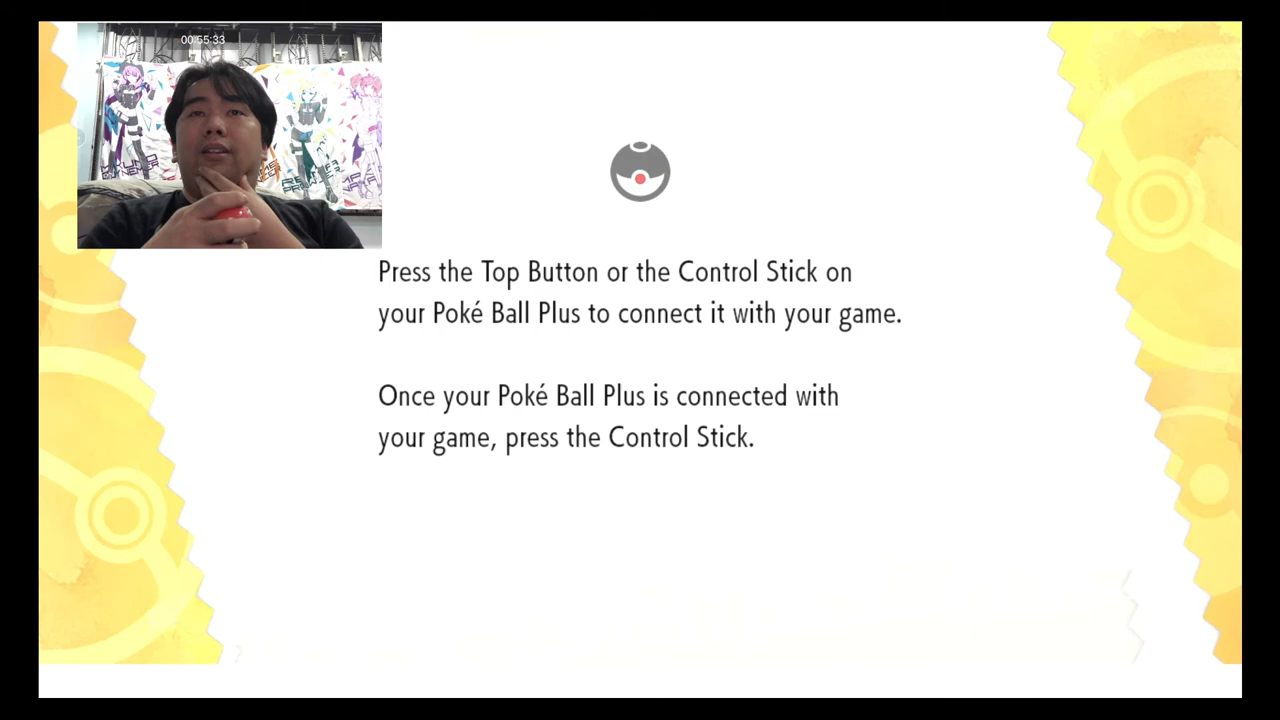 00:55:33
Press the Top Button or the Control Stick on
your Poké Ball Plus to connect it with your game.
Once your Poké Ball Plus is connected with
your game, press the Control Stick.